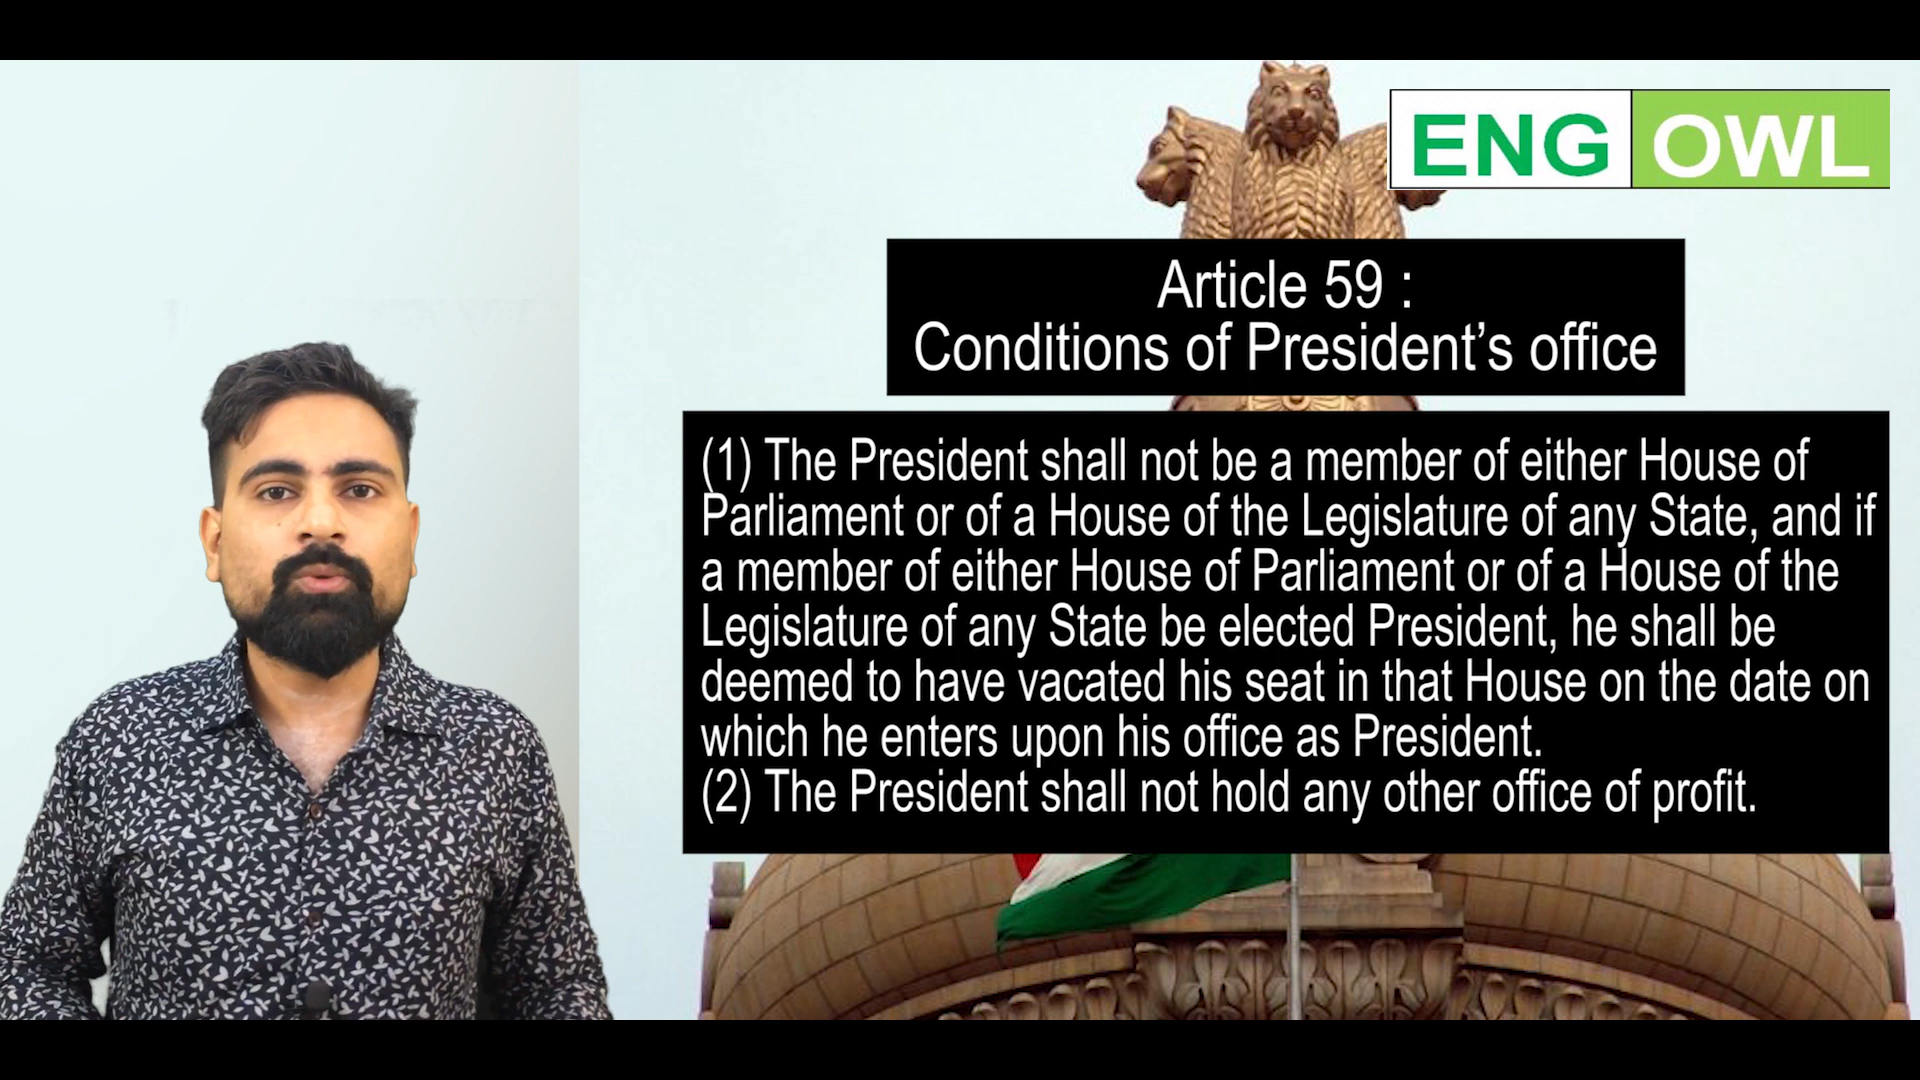 ENG OWL
Article 59 :
Conditions of President’s office
(1) The President shall not be a member of either House of
Parliament or of a House of the Legislature of any State, and if
a member of either House of Parliament or of a House of the
Legislature of any State be elected President, he shall be
deemed to have vacated his seat in that House on the date on
which he enters upon his office as President.
(2) The President shall not hold any other office of profit.